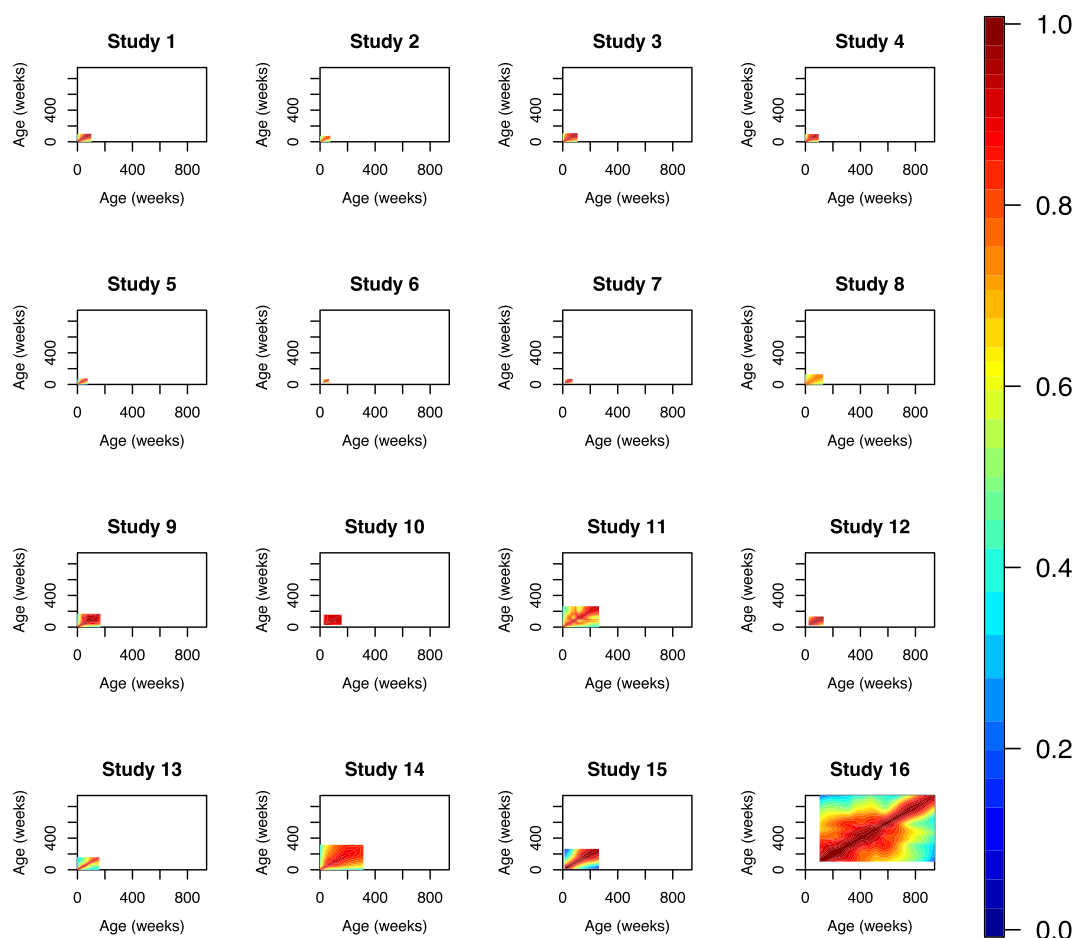 Study 1
Study 2
Study 3
Study 4
Age (weeks)
0 400
0 400 800
Age (weeks)
Age (weeks)
0 400
0 400 800
Age (weeks)
Age (weeks)
0 400
0 400 800
Age (weeks)
Age (weeks)
0 400
0 400 800
Age (weeks)
Study 5
Study 6
Study 7
Study 8
Age (weeks)
0 400
0 400 800
Age (weeks)
Age (weeks)
0 400
0 400 800
Age (weeks)
Age (weeks)
0 400
0 400 800
Age (weeks)
Age (weeks)
0 400
0 400 800
Age (weeks)
Study 9
Study 10
Study 11
Study 12
Age (weeks)
0 400
0 400 800
Age (weeks)
Age (weeks)
0 400
0 400 800
Age (weeks)
Age (weeks)
0 400
0 400 800
Age (weeks)
Age (weeks)
0 400
0 400 800
Age (weeks)
Study 13
Study 14
Study 15
Study 16
Age (weeks)
0 400
0 400 800
Age (weeks)
Age (weeks)
0 400
0 400 800
Age (weeks)
Age (weeks)
0 400
0 400 800
Age (weeks)
Age (weeks)
0 400
0 400 800
Age (weeks)
1.0
0.8
0.6
0.4
0.2
0.0